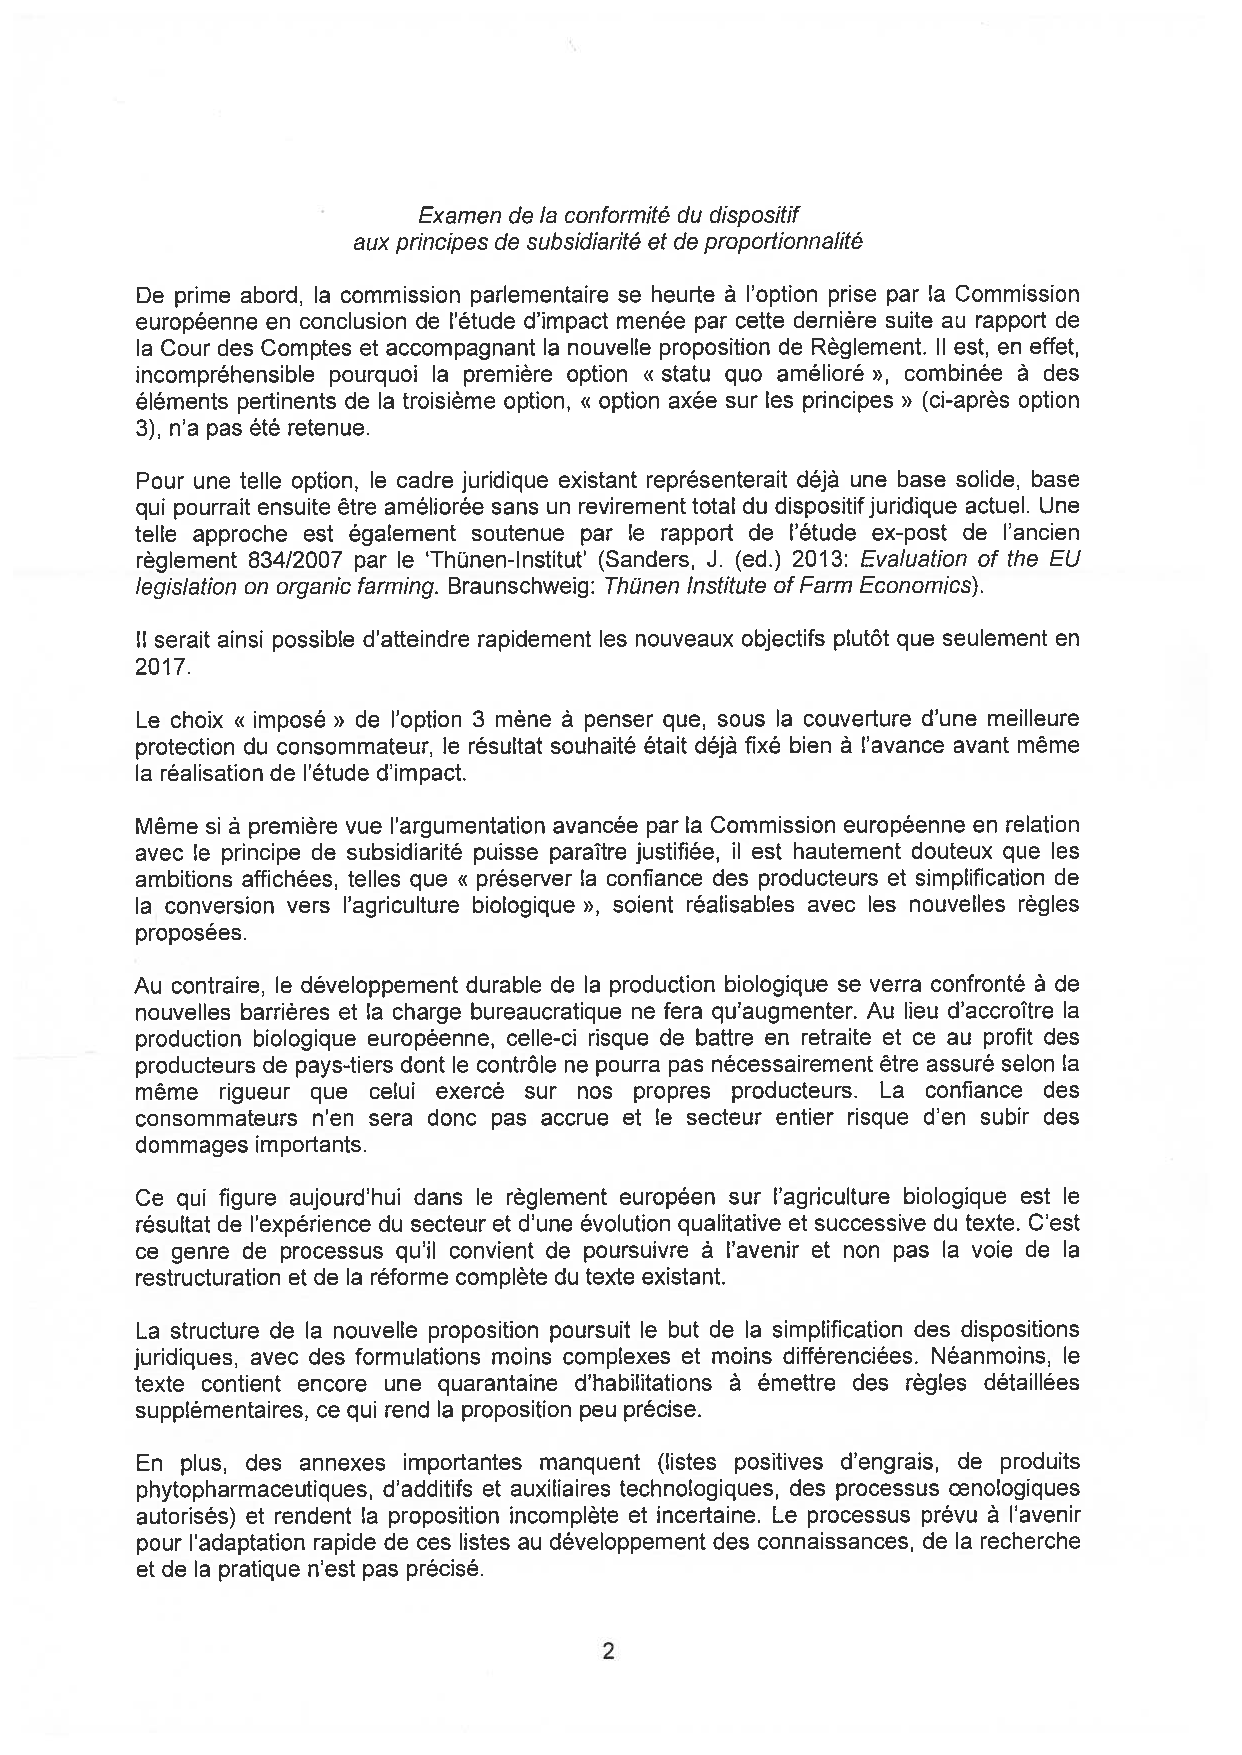 Examen de la conformité du dispositif
aux principes de subsidiarité et de proportionnalité
De prime abord, la commission parlementaire se heurte à l'option prise par la Commission
européenne en conclusion de l'étude d'impact menée par cette dernière suite au rapport de
la Cour des Comptes et accompagnant la nouvelle proposition de Règlement. Il est, en effet,
incompréhensible pourquoi la première option « statu quo amélioré », combinée à des
éléments pertinents de la troisième option, « option axée sur les principes » (ci-après option
3), n'a pas été retenue.
Pour une telle option, le cadre juridique existant représenterait déjà une base solide, base
qui pourrait ensuite être améliorée sans un revirement total du dispositif juridique actuel. Une
telle approche est également soutenue par le rapport de l'étude ex-post de l'ancien
règlement 834/2007 par le 'Thünen-Institut' (Sanders, J. (ed.) 2013: Evaluation of the EU
legislation on organic farming. Braunschweig: Thünen Institute of Farm Economics).
Il serait ainsi possible d'atteindre rapidement les nouveaux objectifs plutôt que seulement en
2017.
Le choix « imposé » de l'option 3 mène à penser que, sous la couverture d'une meilleure
protection du consommateur, le résultat souhaité était déjà fixé bien à l'avance avant même
la réalisation de l'étude d'impact.
Même si à première vue l'argumentation avancée par la Commission européenne en relation
avec le principe de subsidiarité puisse paraître justifiée, il est hautement douteux que les
ambitions affichées, telles que « préserver la confiance des producteurs et simplification de
la conversion vers l'agriculture biologique », soient réalisables avec les nouvelles règles
proposées.
Au contraire, le développement durable de la production biologique se verra confronté à de
nouvelles barrières et la charge bureaucratique ne fera qu'augmenter. Au lieu d'accroître la
production biologique européenne, celle-ci risque de battre en retraite et ce au profit des
producteurs de pays-tiers dont le contrôle ne pourra pas nécessairement être assuré selon la
même rigueur que celui exercé sur nos propres producteurs. La confiance des
consommateurs n'en sera donc pas accrue et le secteur entier risque d'en subir des
dommages importants.
Ce qui figure aujourd'hui dans le règlement européen sur l'agriculture biologique est le
résultat de l'expérience du secteur et d'une évolution qualitative et successive du texte. C'est
ce genre de processus qu'il convient de poursuivre à l'avenir et non pas la voie de la
restructuration et de la réforme complète du texte existant.
La structure de la nouvelle proposition poursuit le but de la simplification des dispositions
juridiques, avec des formulations moins complexes et moins différenciées. Néanmoins, le
texte contient encore une quarantaine d'habilitations à émettre des règles détaillées
supplémentaires, ce qui rend la proposition peu précise.
En plus, des annexes importantes manquent (listes positives d'engrais, de produits
phytopharmaceutiques, d'additifs et auxiliaires technologiques, des processus œnologiques
autorisés) et rendent la proposition incomplète et incertaine. Le processus prévu à l'avenir
pour l'adaptation rapide de ces listes au développement des connaissances, de la recherche
et de la pratique n'est pas précisé.
2